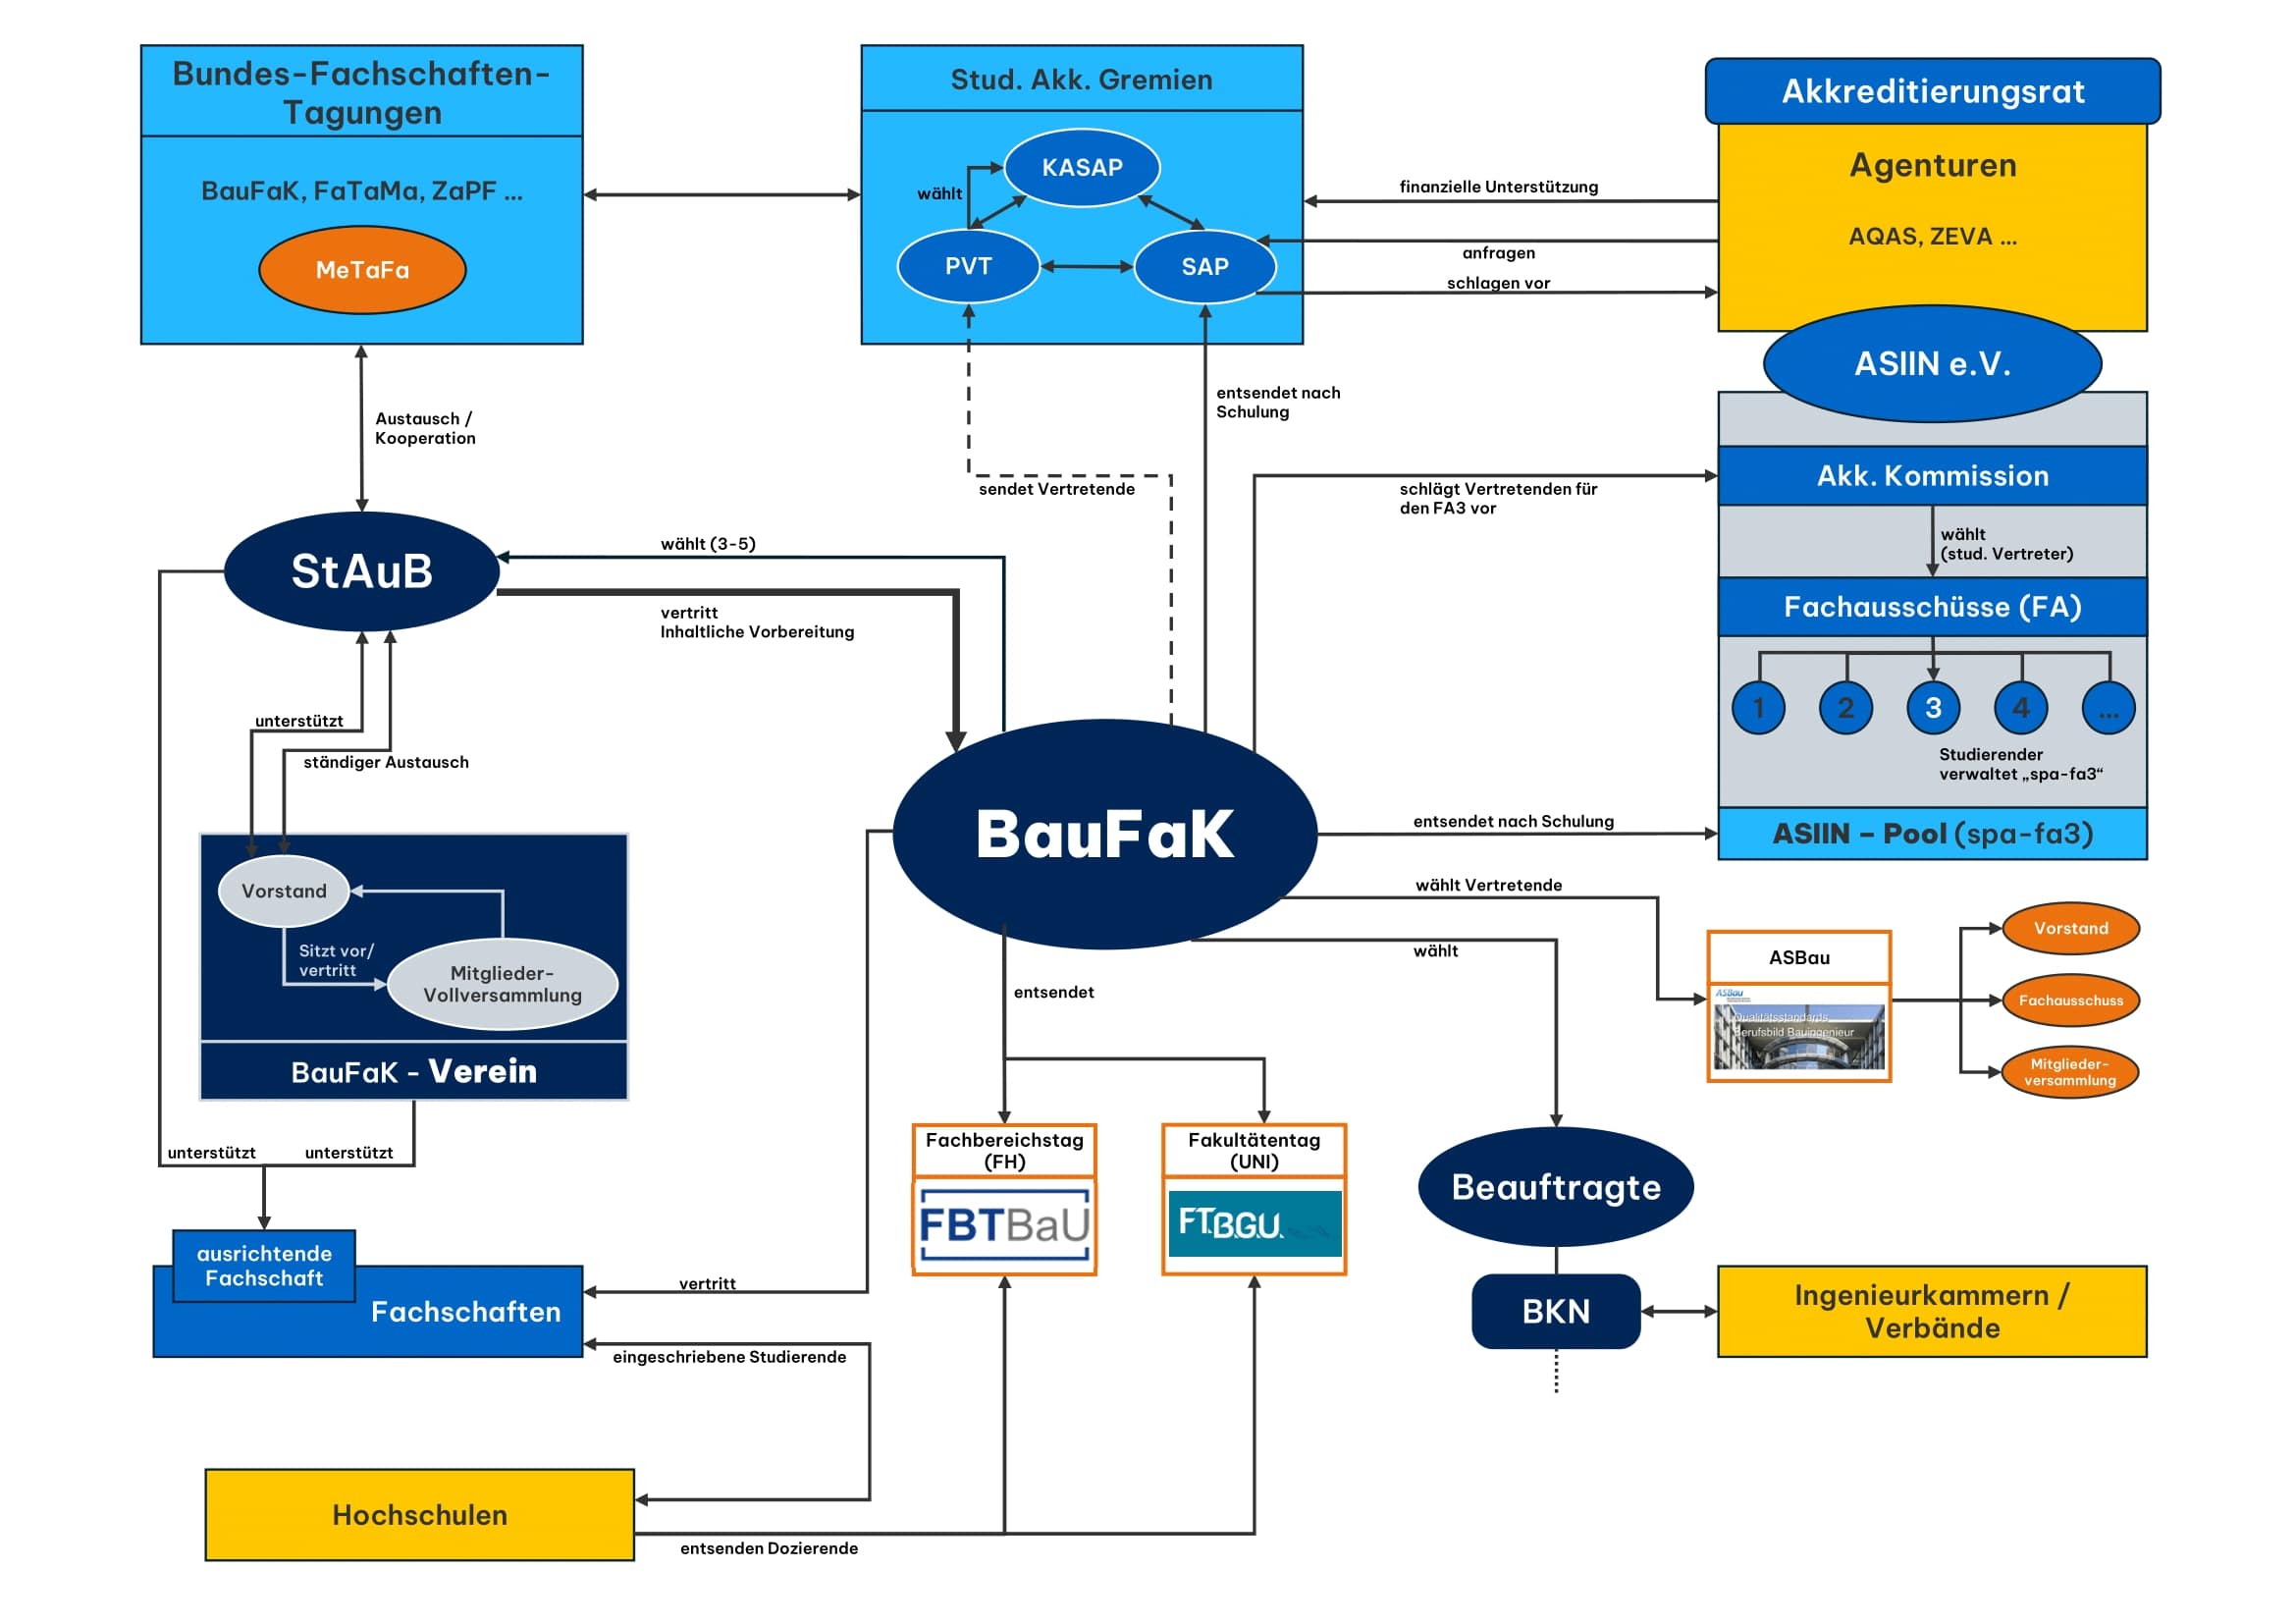 Bundes-Fachschaften-
Tagungen
BauFaK, FaTaMa, ZaPF ...
MeTaFa
Stud. Akk. Gremien
KASAP
wählt
PVT
SAP
Akkreditierungsrat
Agenturen
AQAS, ZEVA ...
finanzielle Unterstützung
anfragen
schlagen vor
ASIIN e.V.
Akk. Kommission
wählt
(stud. Vertreter)
Fachausschüsse (FA)
1
2
3
4
...
Studierender
verwaltet „spa-fa3“
ASIIN – Pool (spa-fa3)
Austausch /
Kooperation
entsendet nach
Schulung
sendet Vertretende
schlägt Vertretenden für
den FA3 vor
StAuB
wählt (3-5)
vertritt
Inhaltliche Vorbereitung
unterstützt
ständiger Austausch
BauFaK
entsendet nach Schulung
wählt Vertretende
wählt
entsendet
Vorstand
Sitzt vor/
vertritt
Mitglieder-
Vollversammlung
BauFaK - Verein
ASBau
ASBau
Qualitätsstandards
Berufsbild Bauingenieur
Vorstand
Fachausschuss
Mitglieder-
versammlung
unterstützt
unterstützt
Fachbereichstag
(FH)
FBTBaU
Fakultätentag
(UNI)
FT.B.G.U.
Beauftragte
BKN
Ingenieurkammern /
Verbände
ausrichtende
Fachschaft
Fachschaften
vertritt
eingeschriebene Studierende
Hochschulen
entsenden Dozierende